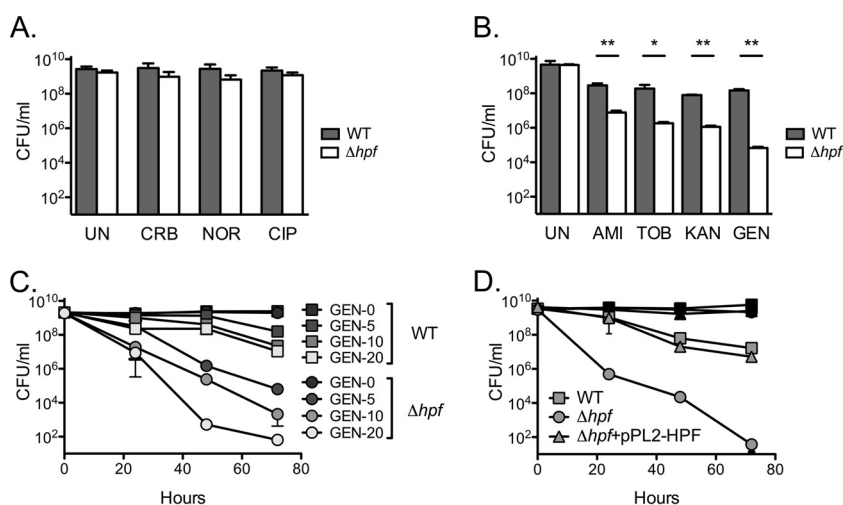 A.
CFU/ml
10^10
10^8
10^6
10^4
10^2
UN CRB NOR CIP
WT
Δhpf
B.
** * ** **
CFU/ml
10^10
10^8
10^6
10^4
10^2
UN AMI TOB KAN GEN
WT
Δhpf
C.
CFU/ml
10^10
10^8
10^6
10^4
10^2
0 20 40 60 80
Hours
GEN-0
GEN-5
GEN-10
GEN-20
WT
GEN-0
GEN-5
GEN-10
GEN-20
Δhpf
D.
CFU/ml
10^10
10^8
10^6
10^4
10^2
0 20 40 60 80
Hours
WT
Δhpf
Δhpf+pPL2-HPF